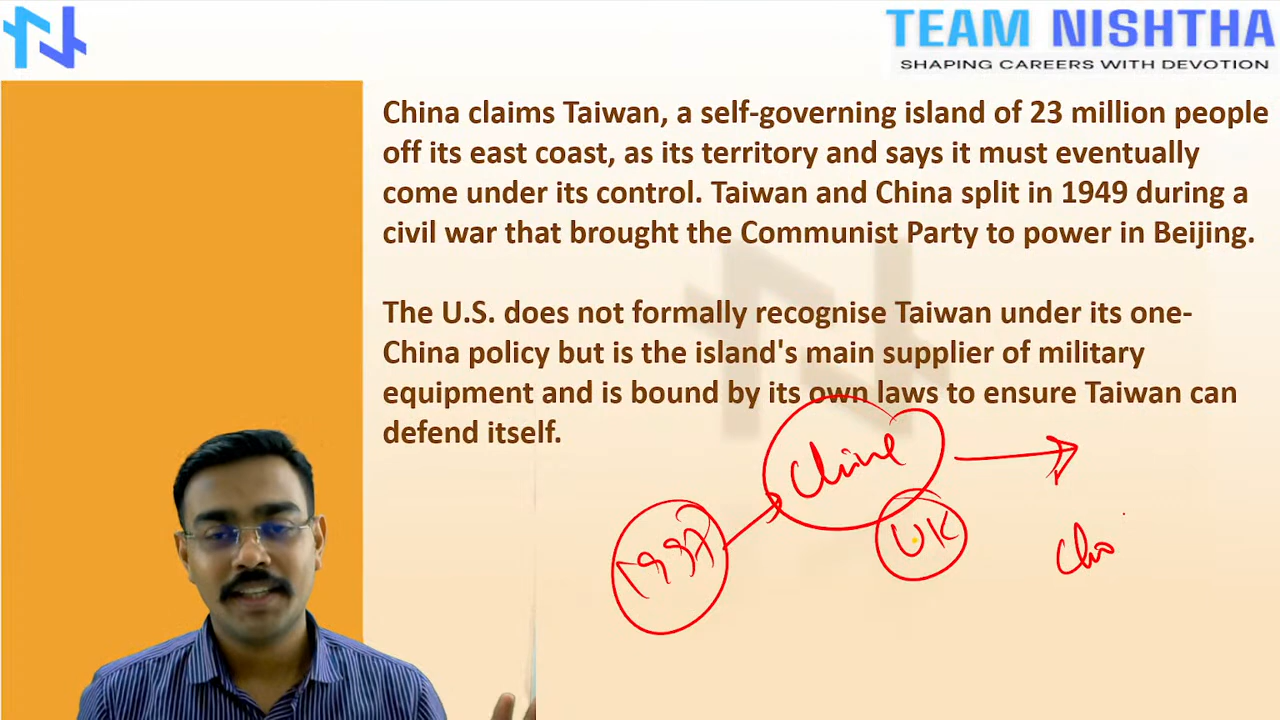 TEAM NISHTHA
SHAPING CAREERS WITH DEVOTION
China claims Taiwan, a self-governing island of 23 million people
off its east coast, as its territory and says it must eventually
come under its control. Taiwan and China split in 1949 during a
civil war that brought the Communist Party to power in Beijing.
The U.S. does not formally recognise Taiwan under its one-
China policy but is the island's main supplier of military
equipment and is bound by its own laws to ensure Taiwan can
defend itself.
UK
1997